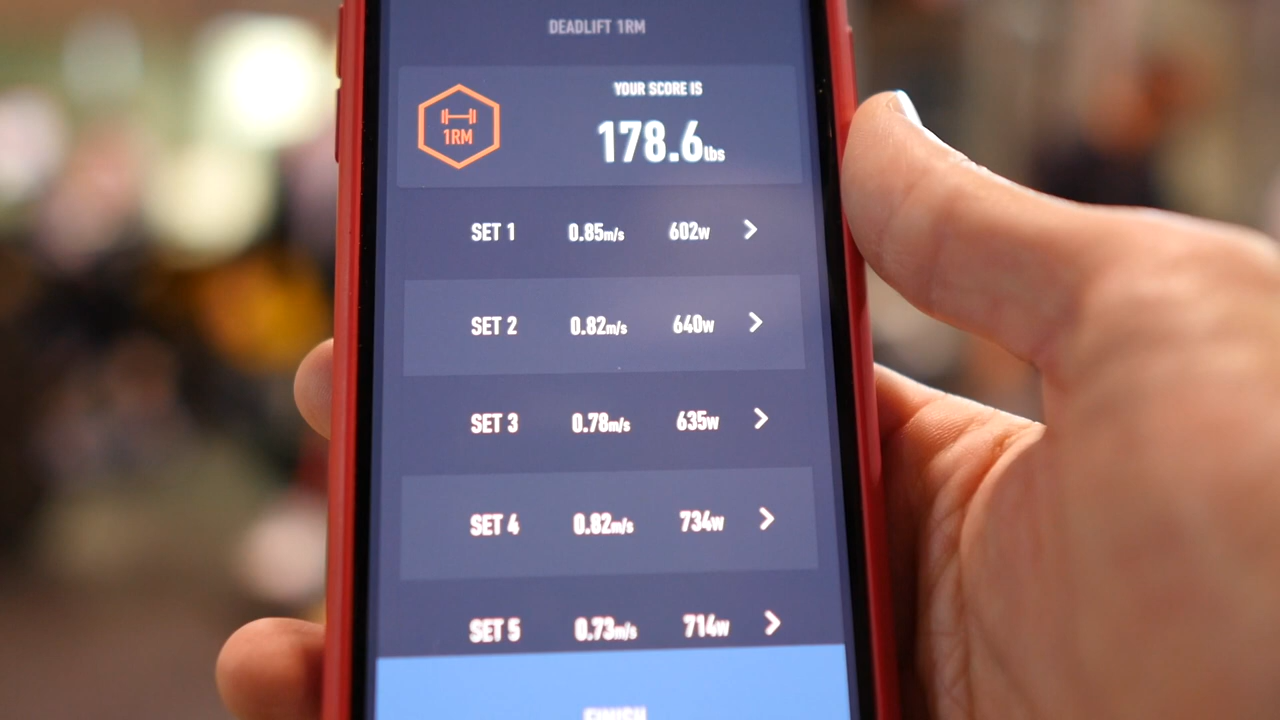 DEADLIFT 1RM
YOUR SCORE IS
1RM
178.6lbs
SET 1 0.85m/s 602w
SET 2 0.82m/s 640w
SET 3 0.78m/s 635w
SET 4 0.82m/s 734w
SET 5 0.73m/s 714w
FINISH